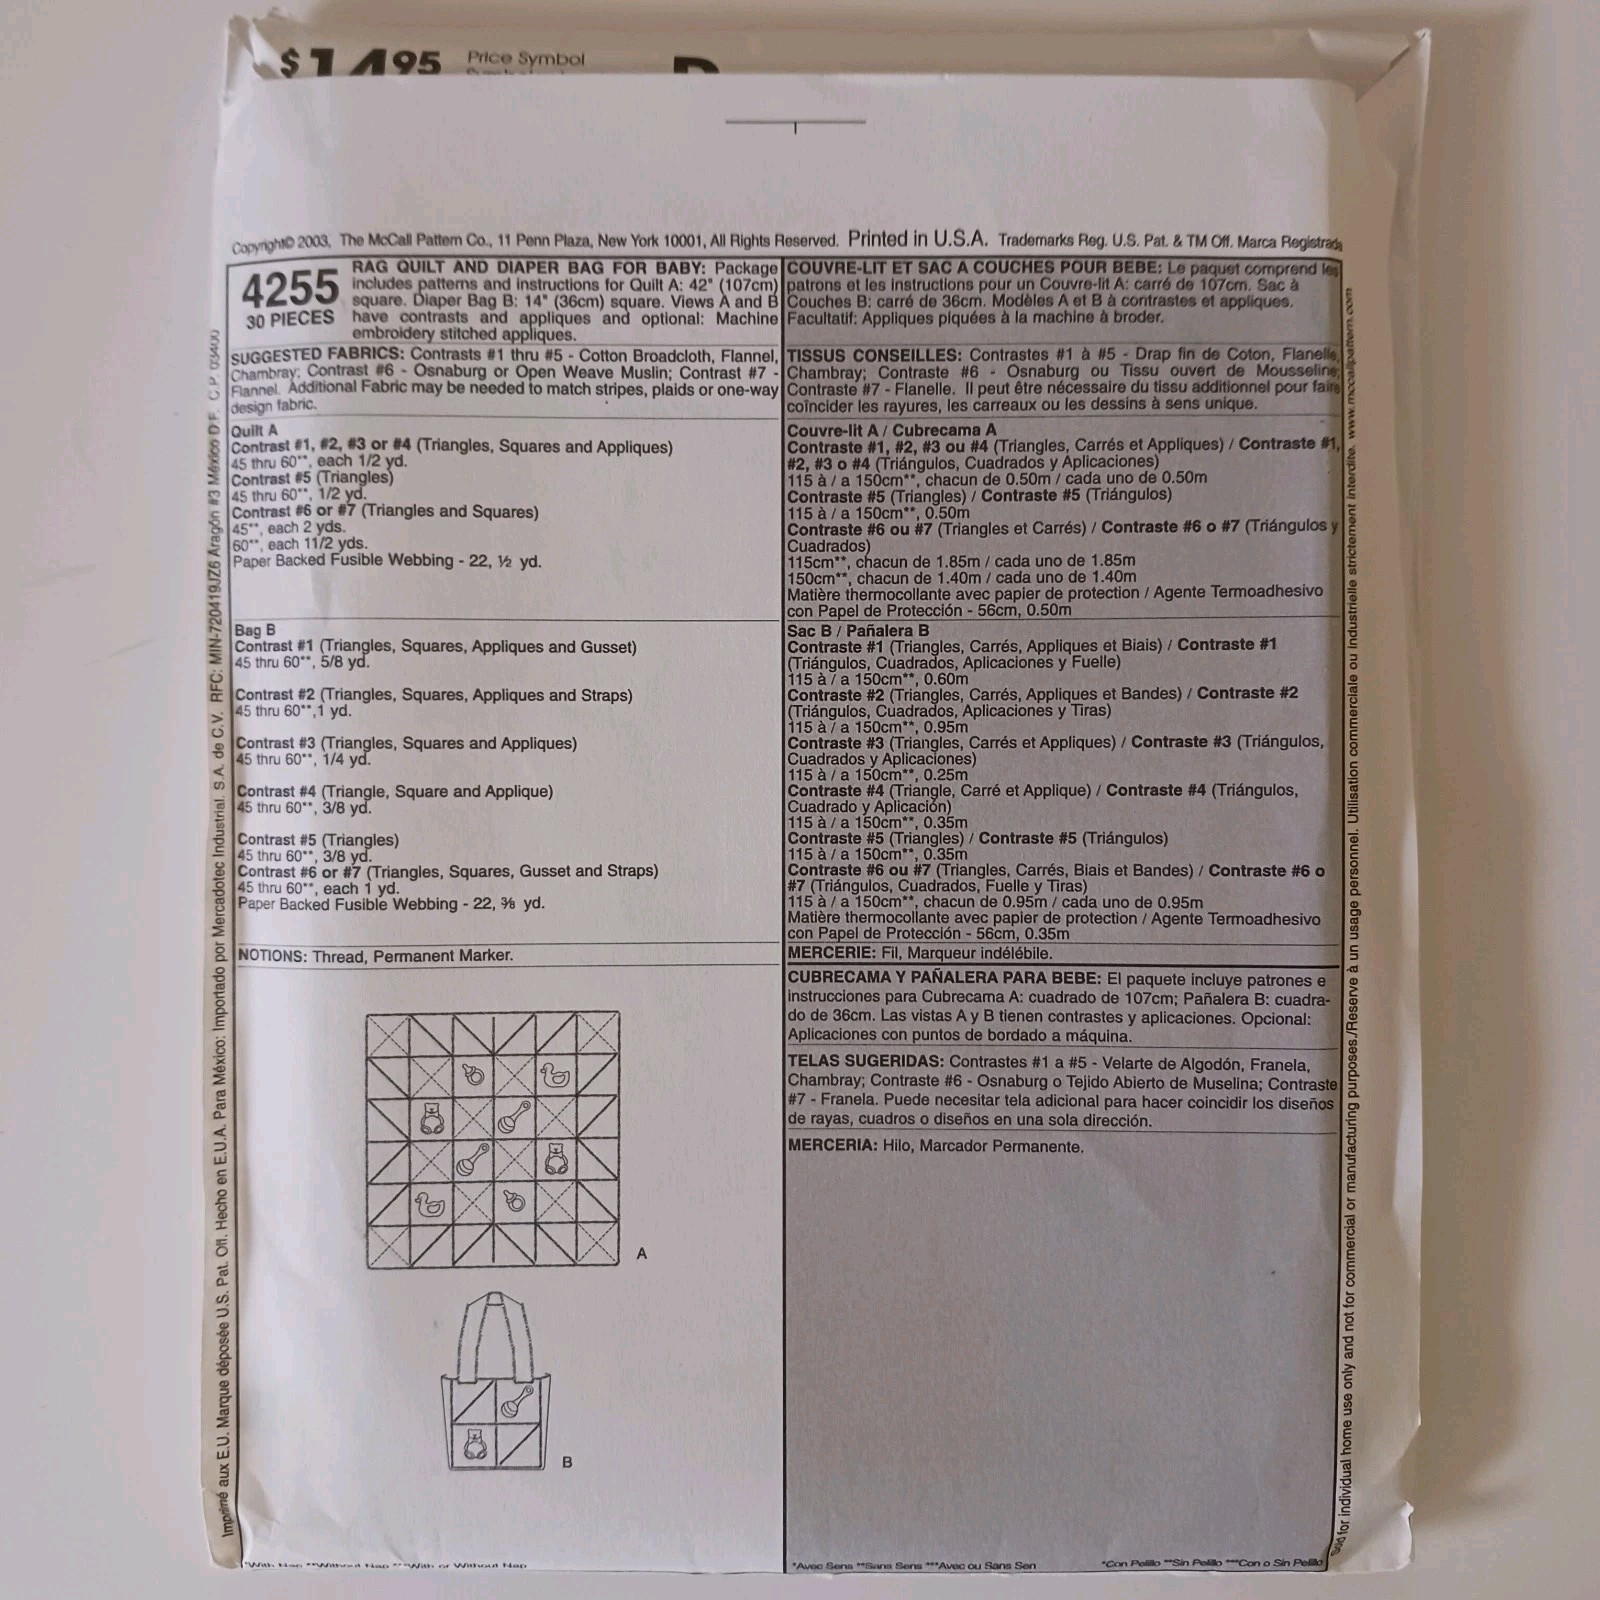 $14.95 Price Symbol
Copyright© 2003, The McCall Pattern Co., 11 Penn Plaza, New York 10001, All Rights Reserved. Printed in U.S.A. Trademarks Reg. U.S. Pat. & TM Off. Marca Registrada
4255
30 PIECES
RAG QUILT AND DIAPER BAG FOR BABY: Package
includes patterns and instructions for Quilt A: 42" (107cm)
square. Diaper Bag B: 14" (36cm) square. Views A and B
have contrasts and appliques and optional: Machine
embroidery stitched appliques.
SUGGESTED FABRICS: Contrasts #1 thru #5 - Cotton Broadcloth, Flannel,
Chambray; Contrast #6 - Osnaburg or Open Weave Muslin; Contrast #7 -
Flannel. Additional Fabric may be needed to match stripes, plaids or one-way
design fabric.
Quilt A
Contrast #1, #2, #3 or #4 (Triangles, Squares and Appliques)
45 thru 60**, each 1/2 yd.
Contrast #5 (Triangles)
45 thru 60**, 1/2 yd.
Contrast #6 or #7 (Triangles and Squares)
45**, each 2 yds.
60**, each 11/2 yds.
Paper Backed Fusible Webbing - 22, ½ yd.
Bag B
Contrast #1 (Triangles, Squares, Appliques and Gusset)
45 thru 60**, 5/8 yd.
Contrast #2 (Triangles, Squares, Appliques and Straps)
45 thru 60**,1 yd.
Contrast #3 (Triangles, Squares and Appliques)
45 thru 60**, 1/4 yd.
Contrast #4 (Triangle, Square and Applique)
45 thru 60**, 3/8 yd.
Contrast #5 (Triangles)
45 thru 60**, 3/8 yd.
Contrast #6 or #7 (Triangles, Squares, Gusset and Straps)
45 thru 60**, each 1 yd.
Paper Backed Fusible Webbing - 22, ⅜ yd.
NOTIONS: Thread, Permanent Marker.
A
B
*With Nap **Without Nap ***With or Without Nap
COUVRE-LIT ET SAC A COUCHES POUR BEBE: Le paquet comprend les
patrons et les instructions pour un Couvre-lit A: carré de 107cm. Sac à
Couches B: carré de 36cm. Modèles A et B à contrastes et appliques.
Facultatif: Appliques piquées à la machine à broder.
TISSUS CONSEILLES: Contrastes #1 à #5 - Drap fin de Coton, Flanelle,
Chambray; Contraste #6 - Osnaburg ou Tissu ouvert de Mousseline;
Contraste #7 - Flanelle. Il peut être nécessaire du tissu additionnel pour faire
coïncider les rayures, les carreaux ou les dessins à sens unique.
Couvre-lit A / Cubrecama A
Contraste #1, #2, #3 ou #4 (Triangles, Carrés et Appliques) / Contraste #1,
#2, #3 o #4 (Triángulos, Cuadrados y Aplicaciones)
115 à / a 150cm**, chacun de 0.50m / cada uno de 0.50m
Contraste #5 (Triangles) / Contraste #5 (Triángulos)
115 à / a 150cm**, 0.50m
Contraste #6 ou #7 (Triangles et Carrés) / Contraste #6 o #7 (Triángulos y
Cuadrados)
115cm**, chacun de 1.85m / cada uno de 1.85m
150cm**, chacun de 1.40m / cada uno de 1.40m
Matière thermocollante avec papier de protection / Agente Termoadhesivo
con Papel de Protección - 56cm, 0.50m
Sac B / Pañalera B
Contraste #1 (Triangles, Carrés, Appliques et Biais) / Contraste #1
(Triángulos, Cuadrados, Aplicaciones y Fuelle)
115 à / a 150cm**, 0.60m
Contraste #2 (Triangles, Carrés, Appliques et Bandes) / Contraste #2
(Triángulos, Cuadrados, Aplicaciones y Tiras)
115 à / a 150cm**, 0.95m
Contraste #3 (Triangles, Carrés et Appliques) / Contraste #3 (Triángulos,
Cuadrados y Aplicaciones)
115 à / a 150cm**, 0.25m
Contraste #4 (Triangle, Carré et Applique) / Contraste #4 (Triángulos,
Cuadrado y Aplicación)
115 à / a 150cm**, 0.35m
Contraste #5 (Triangles) / Contraste #5 (Triángulos)
115 à / a 150cm**, 0.35m
Contraste #6 ou #7 (Triangles, Carrés, Biais et Bandes) / Contraste #6 o
#7 (Triángulos, Cuadrados, Fuelle y Tiras)
115 à / a 150cm**, chacun de 0.95m / cada uno de 0.95m
Matière thermocollante avec papier de protection / Agente Termoadhesivo
con Papel de Protección - 56cm, 0.35m
MERCERIE: Fil, Marqueur indélébile.
CUBRECAMA Y PAÑALERA PARA BEBE: El paquete incluye patrones e
instrucciones para Cubrecama A: cuadrado de 107cm; Pañalera B: cuadra-
do de 36cm. Las vistas A y B tienen contrastes y aplicaciones. Opcional:
Aplicaciones con puntos de bordado a máquina.
TELAS SUGERIDAS: Contrastes #1 a #5 - Velarte de Algodón, Franela,
Chambray; Contraste #6 - Osnaburg o Tejido Abierto de Muselina; Contraste
#7 - Franela. Puede necesitar tela adicional para hacer coincidir los diseños
de rayas, cuadros o diseños en una sola dirección.
MERCERIA: Hilo, Marcador Permanente.
*Avec Sens **Sans Sens ***Avec ou Sans Sen *Con Pelillo **Sin Pelillo ***Con o Sin Pelillo
Imprimé aux E.U. Marque déposée U.S. Pat. Off. Hecho en E.U.A. Para México: Importado por Mercadotec Industrial. S.A. de C.V. RFC: MIN-720419JZ6 Aragón #3 México D.F. C.P. 03400
Sold for individual home use only and not for commercial or manufacturing purposes./Reserve à un usage personnel. Utilisation commerciale ou industrielle strictement interdite. www.mccallpattern.com